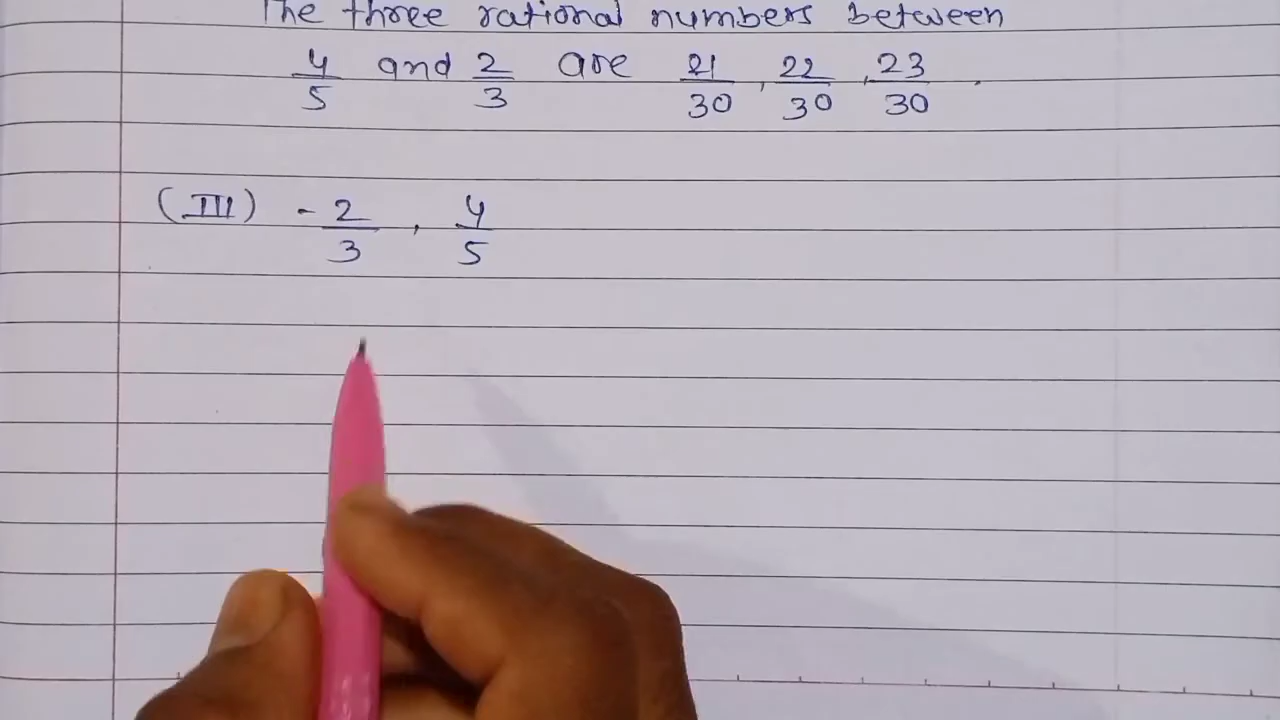 The three rational numbers between
4/5 and 2/3 are 21/30, 22/30, 23/30.
(III) -2/3, 4/5